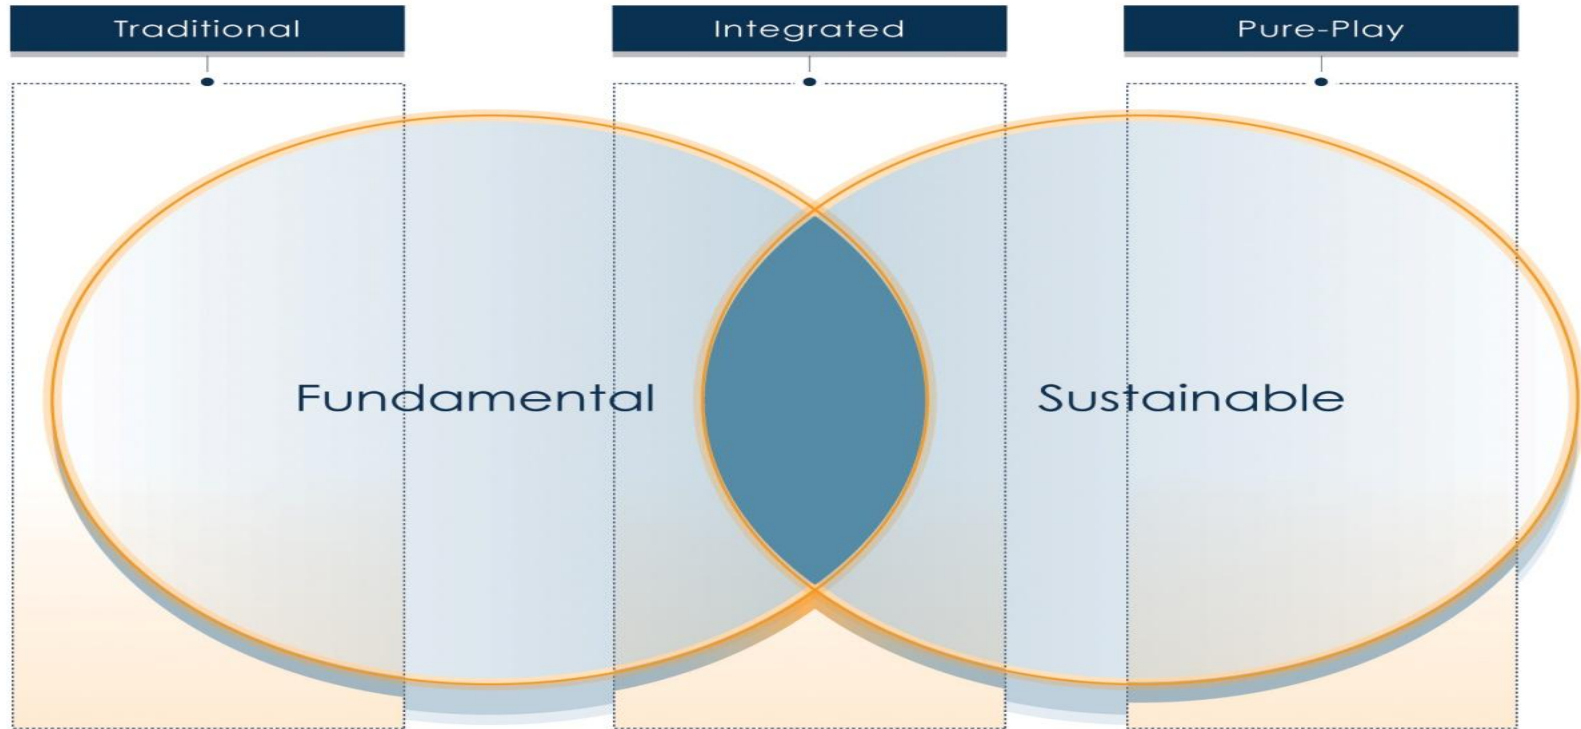 Traditional
Integrated
Pure-Play
Fundamental
Sustainable